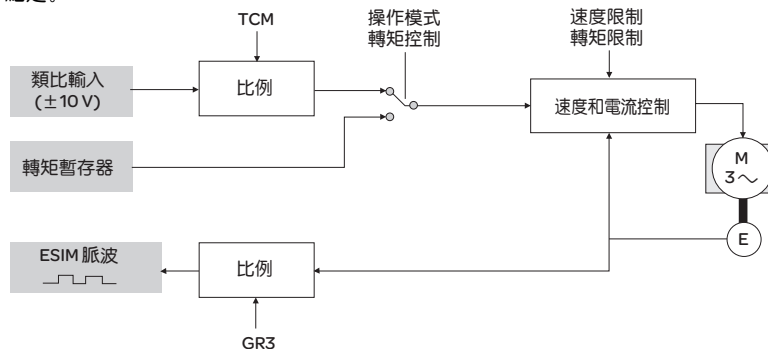 TCM
操作模式
轉矩控制
速度限制
轉矩限制
類比輸入
(±10 V)
比例
速度和電流控制
轉矩暫存器
M
3～
E
ESIM 脈波
比例
GR3